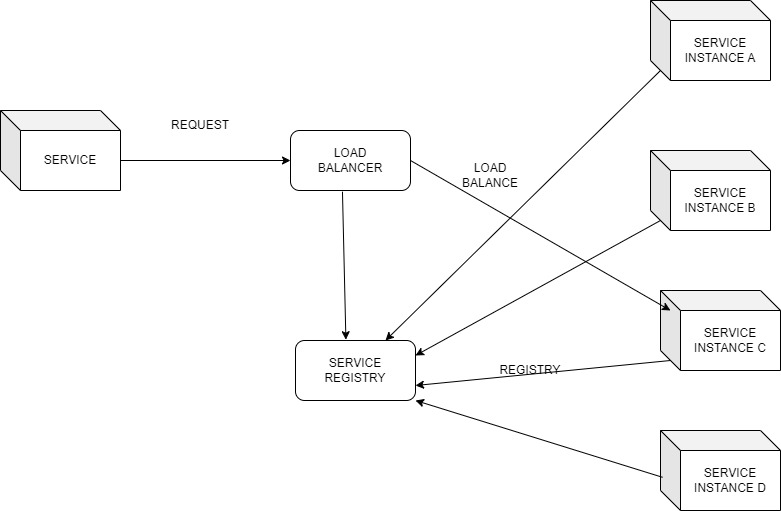 SERVICE
INSTANCE A
REQUEST
SERVICE
LOAD
BALANCER
LOAD
BALANCE
SERVICE
INSTANCE B
SERVICE
INSTANCE C
SERVICE
REGISTRY
REGISTRY
SERVICE
INSTANCE D